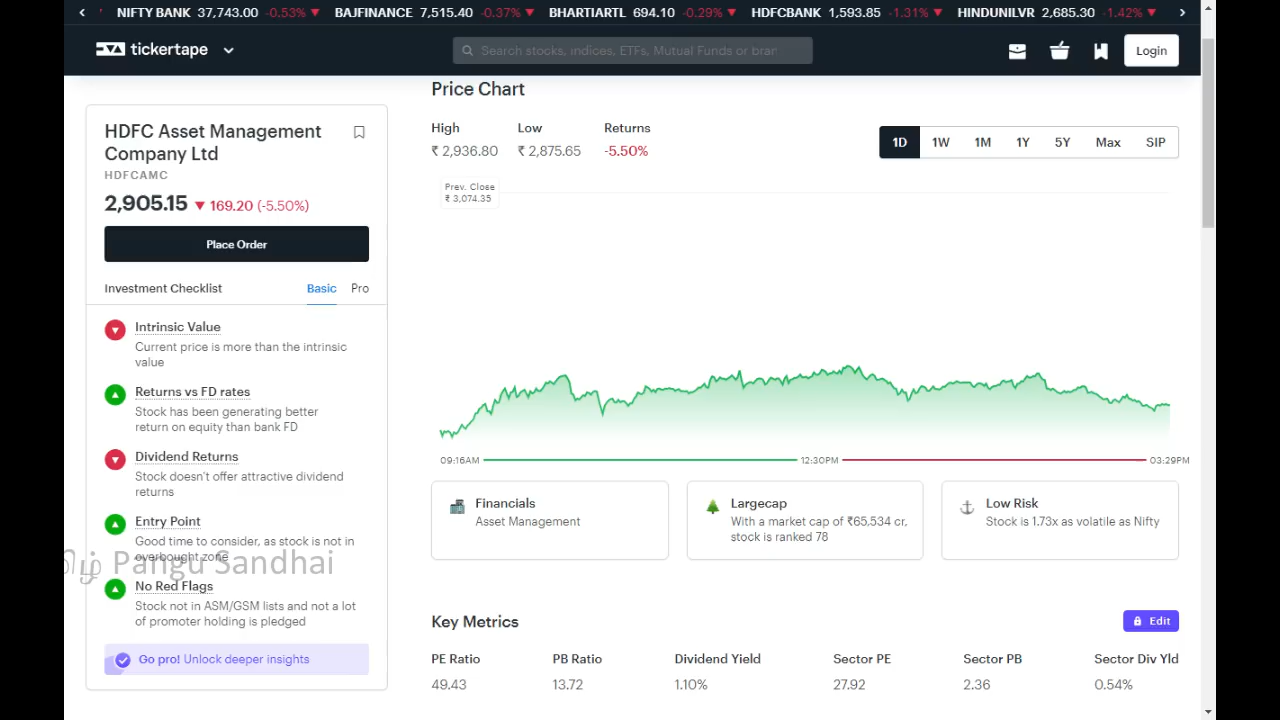 NIFTY BANK 37,743.00 -0.53% ▼ BAJFINANCE 7,515.40 -0.37% ▼ BHARTIARTL 694.10 -0.29% ▼ HDFCBANK 1,593.85 -1.31% ▼ HINDUNILVR 2,685.30 -1.42% ▼
tickertape
Search stocks, indices, ETFs, Mutual Funds or bran
Login
HDFC Asset Management
Company Ltd
HDFCAMC
2,905.15 ▼ 169.20 (-5.50%)
Place Order
Investment Checklist Basic Pro
Intrinsic Value
Current price is more than the intrinsic
value
Returns vs FD rates
Stock has been generating better
return on equity than bank FD
Dividend Returns
Stock doesn't offer attractive dividend
returns
Entry Point
Good time to consider, as stock is not in
overbought zone
Pangu Sandhai
No Red Flags
Stock not in ASM/GSM lists and not a lot
of promoter holding is pledged
Go pro! Unlock deeper insights
Price Chart
High Low Returns
₹ 2,936.80 ₹ 2,875.65 -5.50%
1D 1W 1M 1Y 5Y Max SIP
Prev. Close
₹ 3,074.35
09:16AM 12:30PM 03:29PM
Financials
Asset Management
Largecap
With a market cap of ₹65,534 cr,
stock is ranked 78
Low Risk
Stock is 1.73x as volatile as Nifty
Key Metrics
Edit
PE Ratio PB Ratio Dividend Yield Sector PE Sector PB Sector Div Yld
49.43 13.72 1.10% 27.92 2.36 0.54%